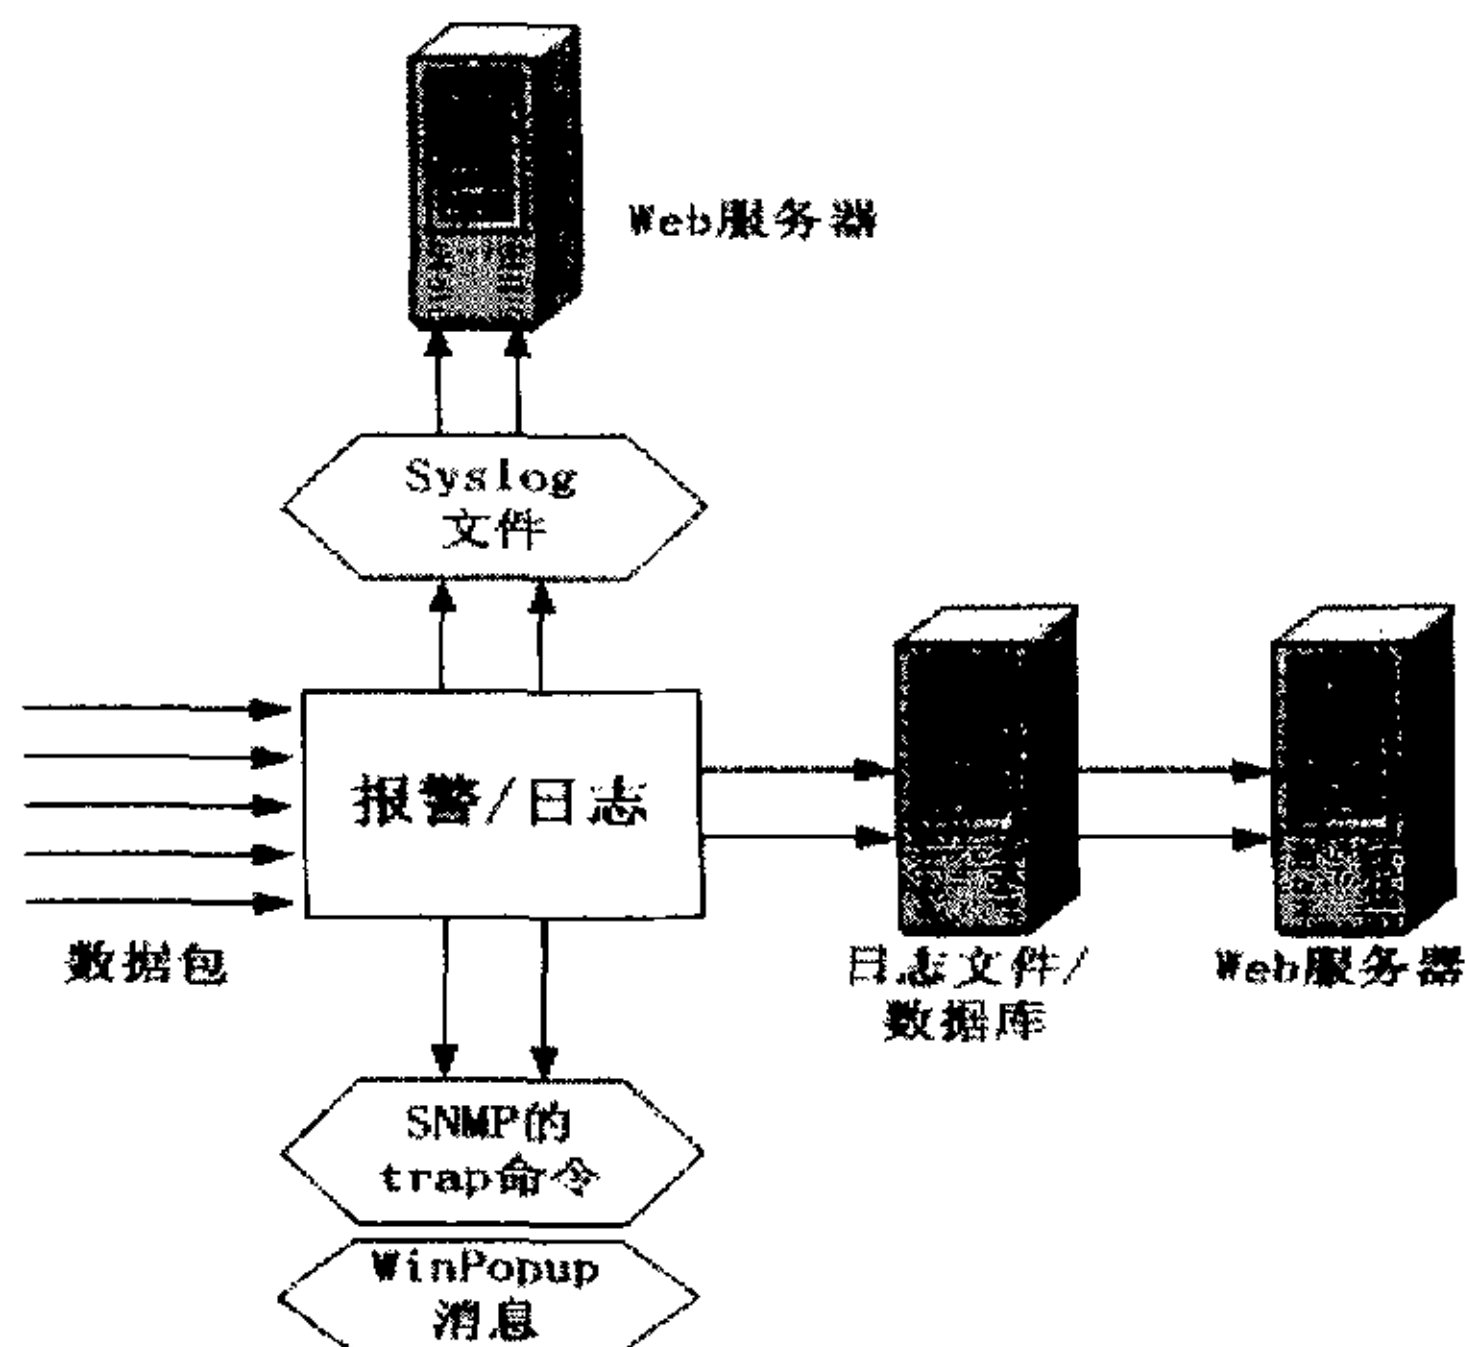 Web服务器
Syslog
文件
报警/日志
数据包
日志文件/
数据库
Web服务器
SNMP的
trap命令
WinPopup
消息